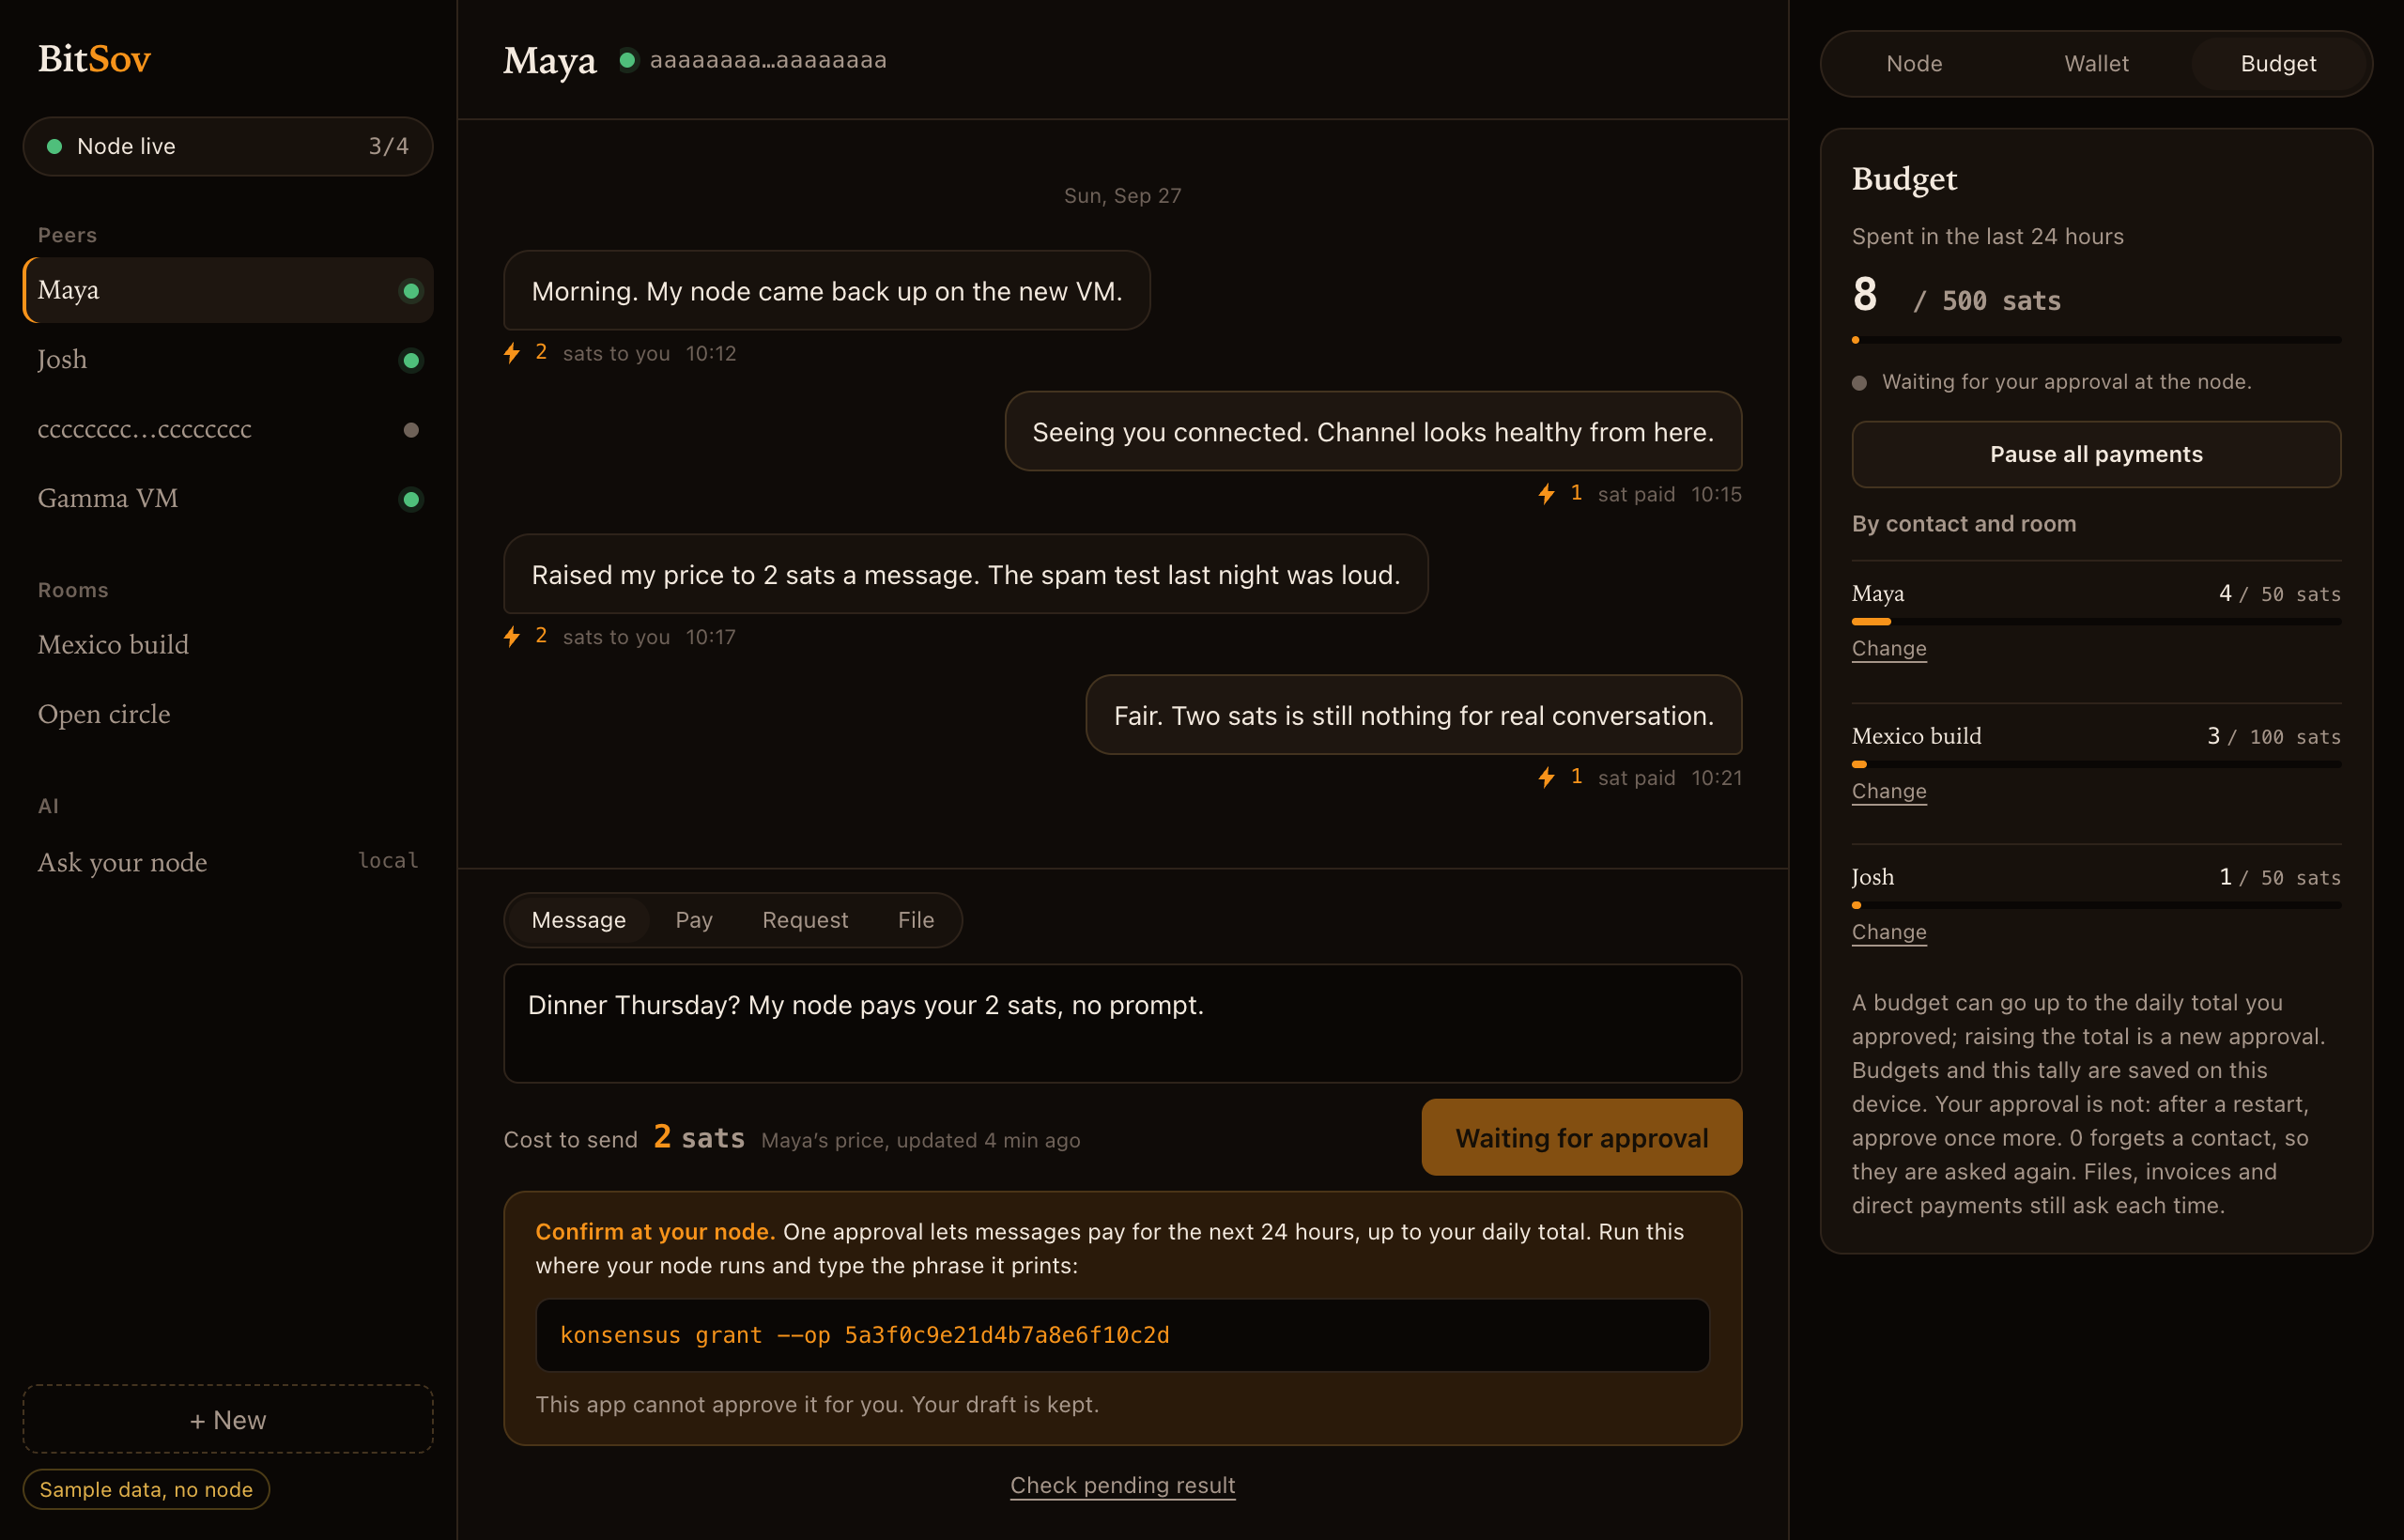 BitSov
Node live 3/4
Peers
Maya
Josh
cccccccc…cccccccc
Gamma VM
Rooms
Mexico build
Open circle
AI
Ask your node local
+ New
Sample data, no node
Maya aaaaaaaa…aaaaaaaa
Sun, Sep 27
Morning. My node came back up on the new VM.
2 sats to you 10:12
Seeing you connected. Channel looks healthy from here.
1 sat paid 10:15
Raised my price to 2 sats a message. The spam test last night was loud.
2 sats to you 10:17
Fair. Two sats is still nothing for real conversation.
1 sat paid 10:21
Message Pay Request File
Dinner Thursday? My node pays your 2 sats, no prompt.
Cost to send 2 sats Maya’s price, updated 4 min ago
Waiting for approval
Confirm at your node. One approval lets messages pay for the next 24 hours, up to your daily total. Run this
where your node runs and type the phrase it prints:
konsensus grant --op 5a3f0c9e21d4b7a8e6f10c2d
This app cannot approve it for you. Your draft is kept.
Check pending result
Node Wallet Budget
Budget
Spent in the last 24 hours
8 / 500 sats
Waiting for your approval at the node.
Pause all payments
By contact and room
Maya 4 / 50 sats
Change
Mexico build 3 / 100 sats
Change
Josh 1 / 50 sats
Change
A budget can go up to the daily total you
approved; raising the total is a new approval.
Budgets and this tally are saved on this
device. Your approval is not: after a restart,
approve once more. 0 forgets a contact, so
they are asked again. Files, invoices and
direct payments still ask each time.